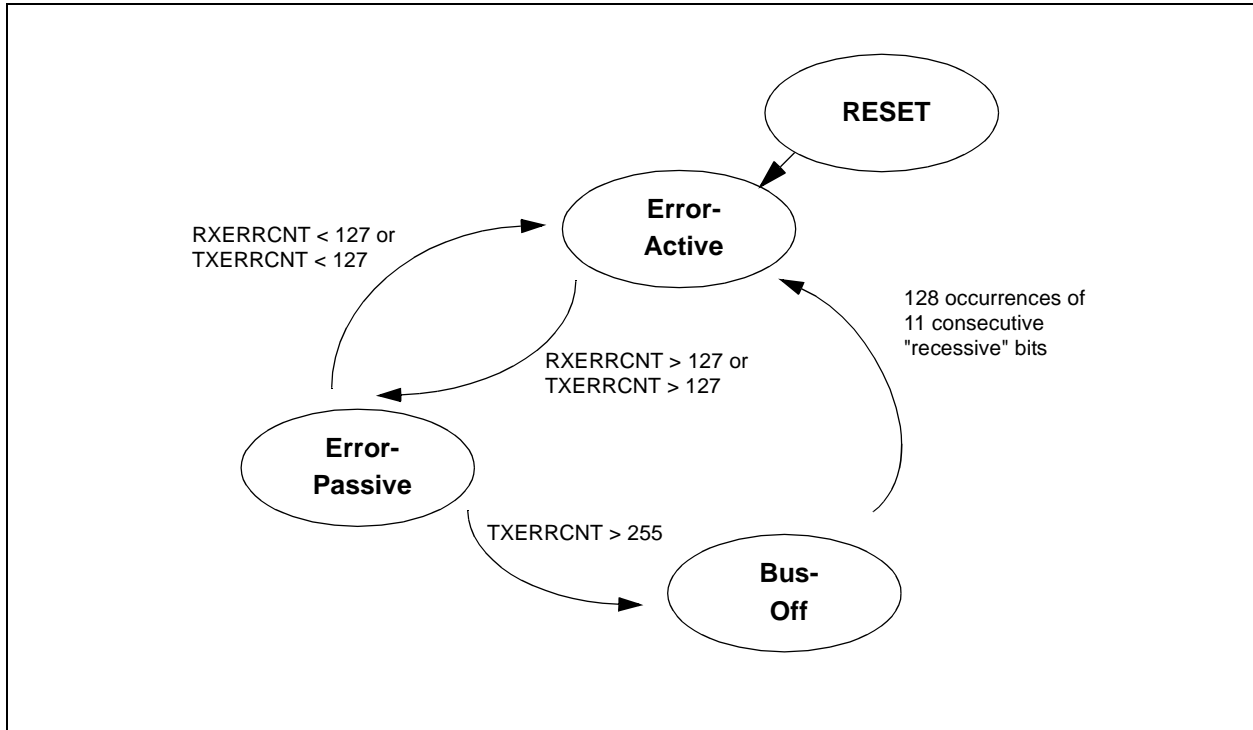 RESET
Error-
Active
RXERRCNT < 127 or
TXERRCNT < 127
128 occurrences of
11 consecutive
"recessive" bits
RXERRCNT > 127 or
TXERRCNT > 127
Error-
Passive
TXERRCNT > 255
Bus-
Off